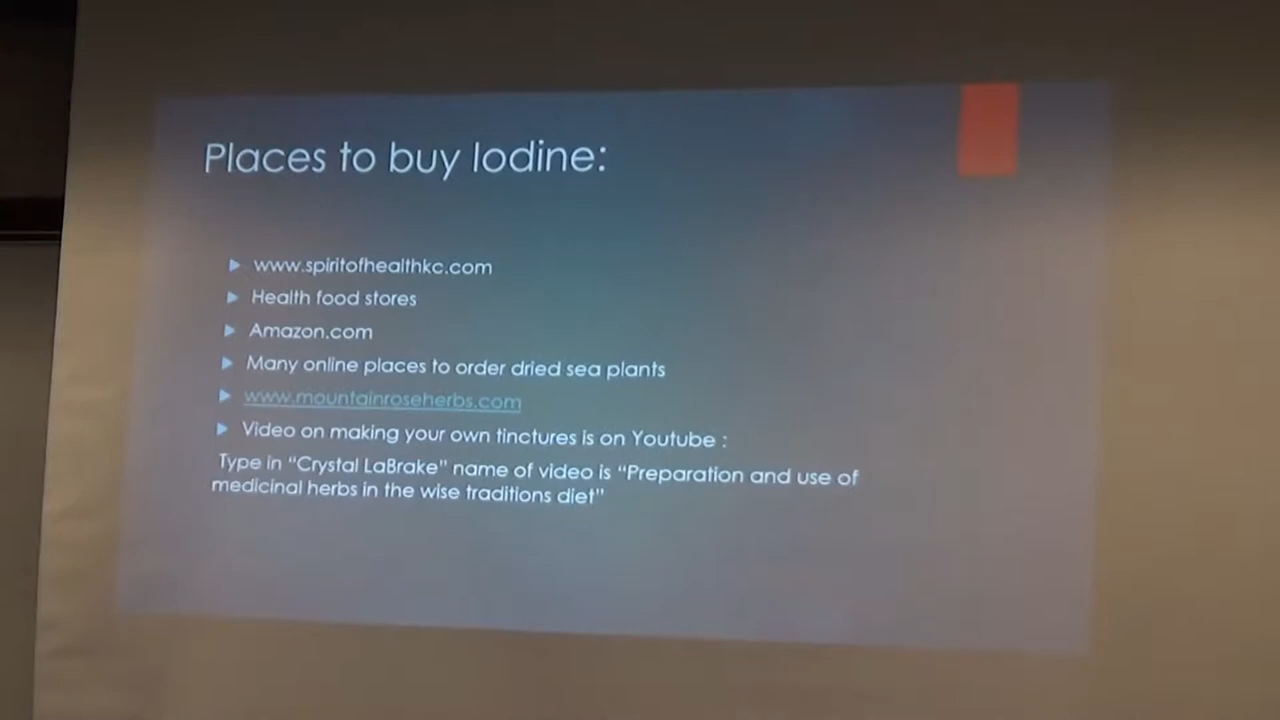 Places to buy Iodine:
www.spiritofhealthkc.com
Health food stores
Amazon.com
Many online places to order dried sea plants
www.mountainroseherbs.com
Video on making your own tinctures is on Youtube :
Type in “Crystal LaBrake” name of video is “Preparation and use of
medicinal herbs in the wise traditions diet”